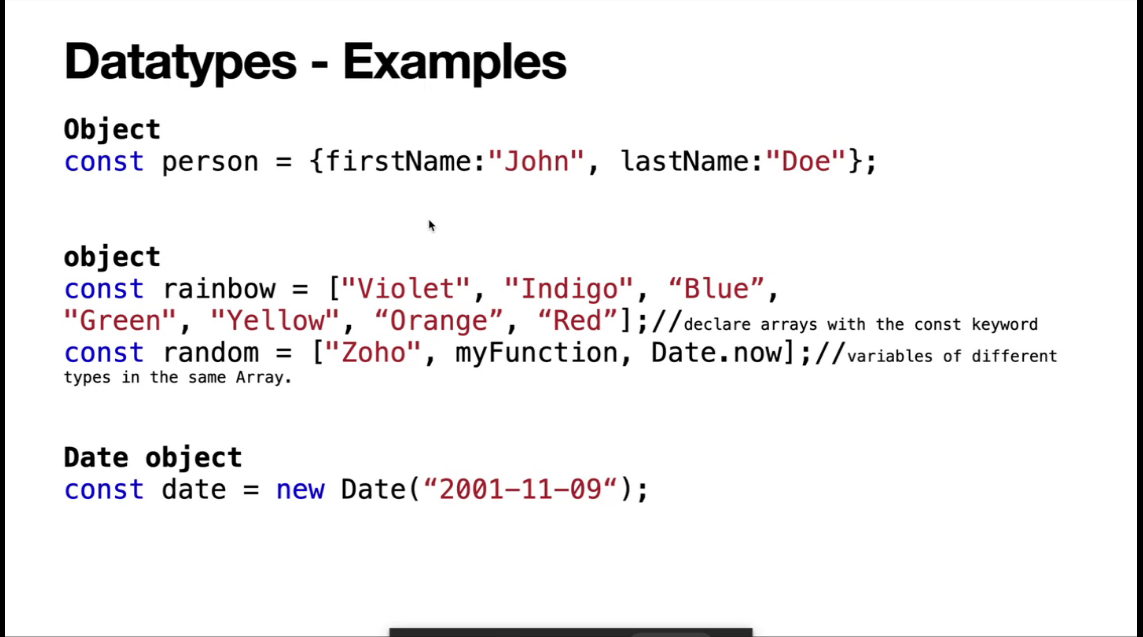 Datatypes - Examples
Object
const person = {firstName:"John", lastName:"Doe"};
object
const rainbow = ["Violet", "Indigo", “Blue”,
"Green", "Yellow", “Orange”, “Red”];//declare arrays with the const keyword
const random = ["Zoho", myFunction, Date.now];//variables of different
types in the same Array.
Date object
const date = new Date(“2001-11-09“);